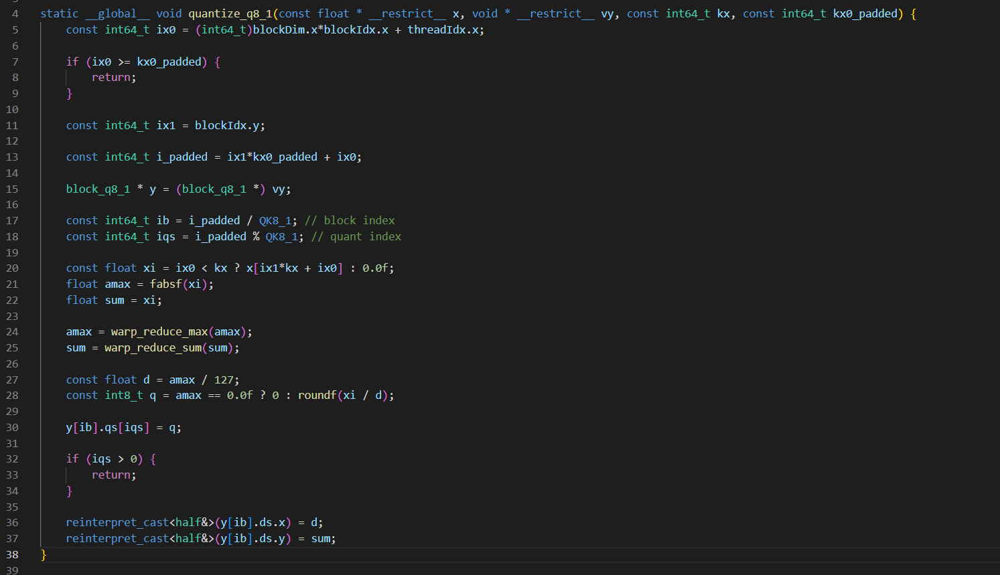 4 static __global__ void quantize_q8_1(const float * __restrict__ x, void * __restrict__ vy, const int64_t kx, const int64_t kx0_padded) {
5     const int64_t ix0 = (int64_t)blockDim.x*blockIdx.x + threadIdx.x;
6
7     if (ix0 >= kx0_padded) {
8         return;
9     }
10
11     const int64_t ix1 = blockIdx.y;
12
13     const int64_t i_padded = ix1*kx0_padded + ix0;
14
15     block_q8_1 * y = (block_q8_1 *) vy;
16
17     const int64_t ib = i_padded / QK8_1; // block index
18     const int64_t iqs = i_padded % QK8_1; // quant index
19
20     const float xi = ix0 < kx ? x[ix1*kx + ix0] : 0.0f;
21     float amax = fabsf(xi);
22     float sum = xi;
23
24     amax = warp_reduce_max(amax);
25     sum = warp_reduce_sum(sum);
26
27     const float d = amax / 127;
28     const int8_t q = amax == 0.0f ? 0 : roundf(xi / d);
29
30     y[ib].qs[iqs] = q;
31
32     if (iqs > 0) {
33         return;
34     }
35
36     reinterpret_cast<half&>(y[ib].ds.x) = d;
37     reinterpret_cast<half&>(y[ib].ds.y) = sum;
38 }
39